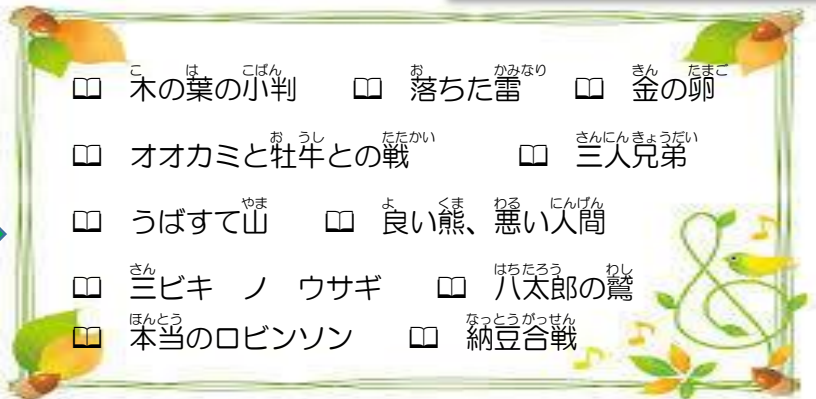 🕮 木の葉の小判 🕮 落ちた雷 🕮 金の卵
🕮 オオカミと牡牛との戦 🕮 三人兄弟
🕮 うばすて山 🕮 良い熊、悪い人間
🕮 三ビキ ノ ウサギ 🕮 八太郎の鷲
🕮 本当のロビンソン 🕮 納豆合戦